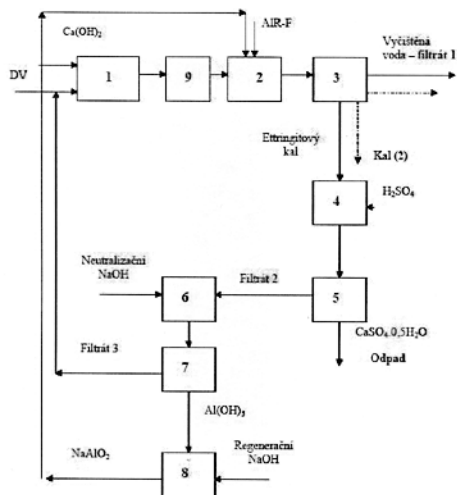 Ca(OH)₂
AlR-F
Vyčištěná
voda – filtrát 1
DV
1
9
2
3
Ettringitový
kal
Kal (2)
4
H₂SO₄
Neutralizační
NaOH
Filtrát 2
6
5
CaSO₄.0,5H₂O
Odpad
Filtrát 3
7
Al(OH)₃
NaAlO₂
8
Regenerační
NaOH